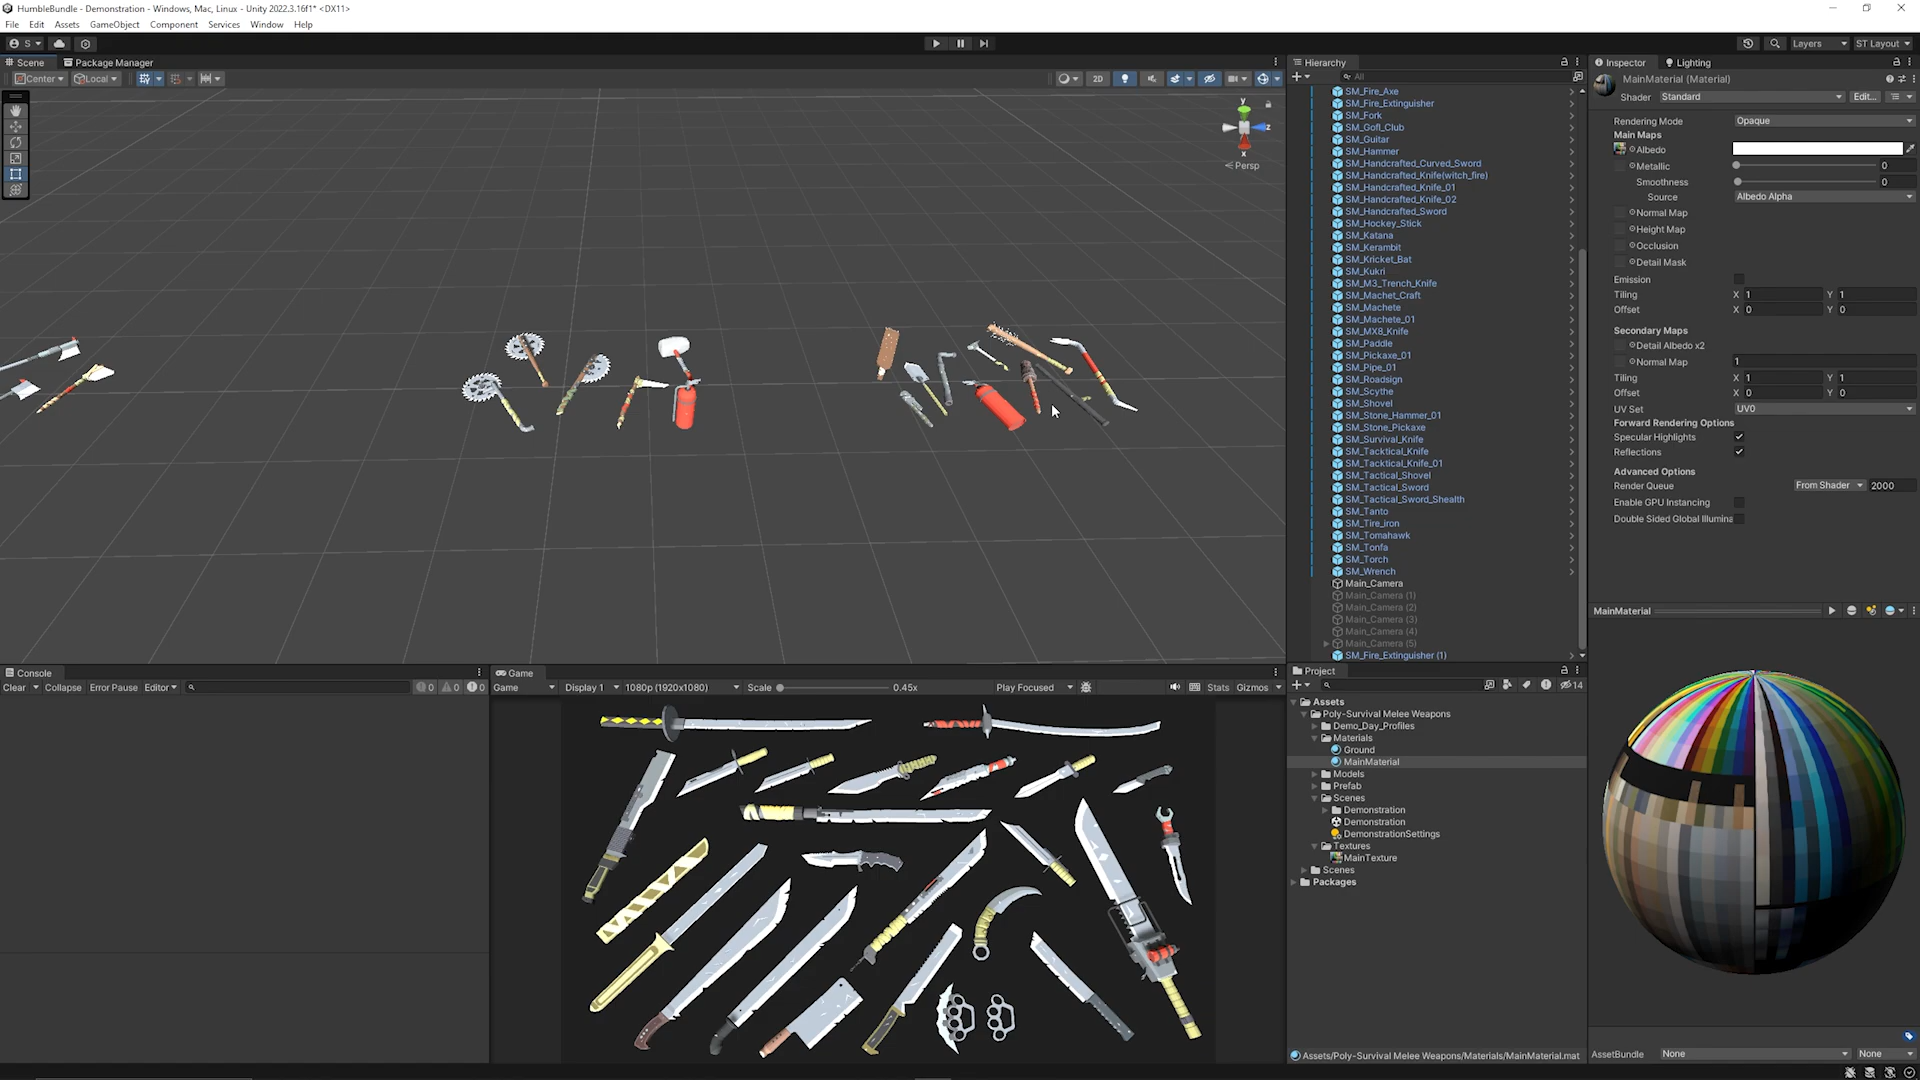 HumbleBundle - Demonstration - Windows, Mac, Linux - Unity 2022.3.16f1* <DX11>
File Edit Assets GameObject Component Services Window Help
S Layers ST Layout
Scene Package Manager
Center Local 2D
y
z
x
< Persp
Hierarchy
All
SM_Fire_Axe
SM_Fire_Extinguisher
SM_Fork
SM_Gofl_Club
SM_Guitar
SM_Hammer
SM_Handcrafted_Curved_Sword
SM_Handcrafted_Knife(witch_fire)
SM_Handcrafted_Knife_01
SM_Handcrafted_Knife_02
SM_Handcrafted_Sword
SM_Hockey_Stick
SM_Katana
SM_Kerambit
SM_Kricket_Bat
SM_Kukri
SM_M3_Trench_Knife
SM_Machet_Craft
SM_Machete
SM_Machete_01
SM_MX8_Knife
SM_Paddle
SM_Pickaxe_01
SM_Pipe_01
SM_Roadsign
SM_Scythe
SM_Shovel
SM_Stone_Hammer_01
SM_Stone_Pickaxe
SM_Survival_Knife
SM_Tacktical_Knife
SM_Tacktical_Knife_01
SM_Tactical_Shovel
SM_Tactical_Sword
SM_Tactical_Sword_Shealth
SM_Tanto
SM_Tire_iron
SM_Tomahawk
SM_Tonfa
SM_Torch
SM_Wrench
Main_Camera
Main_Camera (1)
Main_Camera (2)
Main_Camera (3)
Main_Camera (4)
Main_Camera (5)
SM_Fire_Extinguisher (1)
Inspector Lighting
MainMaterial (Material)
Shader Standard Edit...
Rendering Mode Opaque
Main Maps
Albedo
Metallic 0
Smoothness 0
Source Albedo Alpha
Normal Map
Height Map
Occlusion
Detail Mask
Emission
Tiling X 1 Y 1
Offset X 0 Y 0
Secondary Maps
Detail Albedo x2
Normal Map 1
Tiling X 1 Y 1
Offset X 0 Y 0
UV Set UV0
Forward Rendering Options
Specular Highlights
Reflections
Advanced Options
Render Queue From Shader 2000
Enable GPU Instancing
Double Sided Global Illumina
MainMaterial
AssetBundle None None
Console
Clear Collapse Error Pause Editor 0 0 0
Game
Game Display 1 1080p (1920x1080) Scale 0.45x Play Focused Stats Gizmos
Project
14
Assets
Poly-Survival Melee Weapons
Demo_Day_Profiles
Materials
Ground
MainMaterial
Models
Prefab
Scenes
Demonstration
Demonstration
DemonstrationSettings
Textures
MainTexture
Scenes
Packages
Assets/Poly-Survival Melee Weapons/Materials/MainMaterial.mat